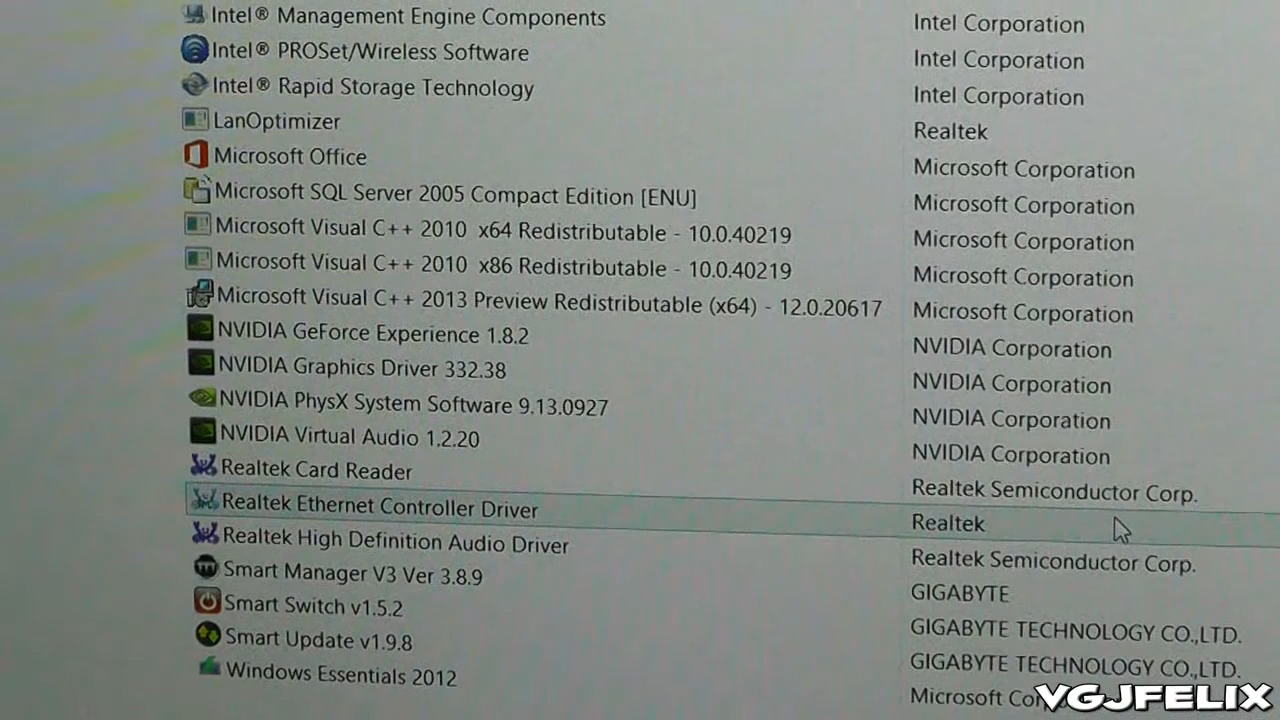 Intel® Management Engine Components Intel Corporation
Intel® PROSet/Wireless Software Intel Corporation
Intel® Rapid Storage Technology Intel Corporation
LanOptimizer Realtek
Microsoft Office Microsoft Corporation
Microsoft SQL Server 2005 Compact Edition [ENU] Microsoft Corporation
Microsoft Visual C++ 2010 x64 Redistributable - 10.0.40219 Microsoft Corporation
Microsoft Visual C++ 2010 x86 Redistributable - 10.0.40219 Microsoft Corporation
Microsoft Visual C++ 2013 Preview Redistributable (x64) - 12.0.20617 Microsoft Corporation
NVIDIA GeForce Experience 1.8.2 NVIDIA Corporation
NVIDIA Graphics Driver 332.38 NVIDIA Corporation
NVIDIA PhysX System Software 9.13.0927 NVIDIA Corporation
NVIDIA Virtual Audio 1.2.20 NVIDIA Corporation
Realtek Card Reader Realtek Semiconductor Corp.
Realtek Ethernet Controller Driver Realtek
Realtek High Definition Audio Driver Realtek Semiconductor Corp.
Smart Manager V3 Ver 3.8.9 GIGABYTE
Smart Switch v1.5.2 GIGABYTE TECHNOLOGY CO.,LTD.
Smart Update v1.9.8 GIGABYTE TECHNOLOGY CO.,LTD.
Windows Essentials 2012 Microsoft
VGJFELIX